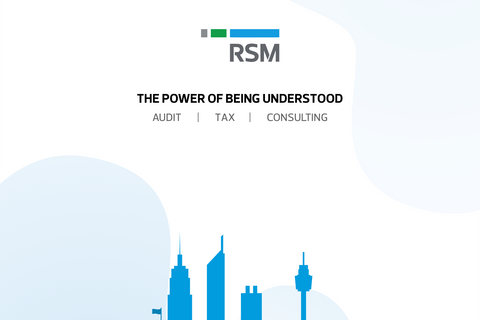 RSM
THE POWER OF BEING UNDERSTOOD
AUDIT | TAX | CONSULTING